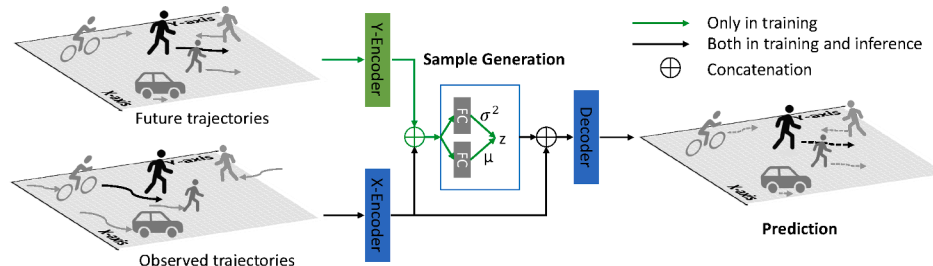 Y-axis
X-axis
Future trajectories
Y-Encoder
Sample Generation
FC
σ²
z
FC
μ
Decoder
Only in training
Both in training and inference
Concatenation
Y-axis
X-axis
Observed trajectories
X-Encoder
Y-axis
X-axis
Prediction